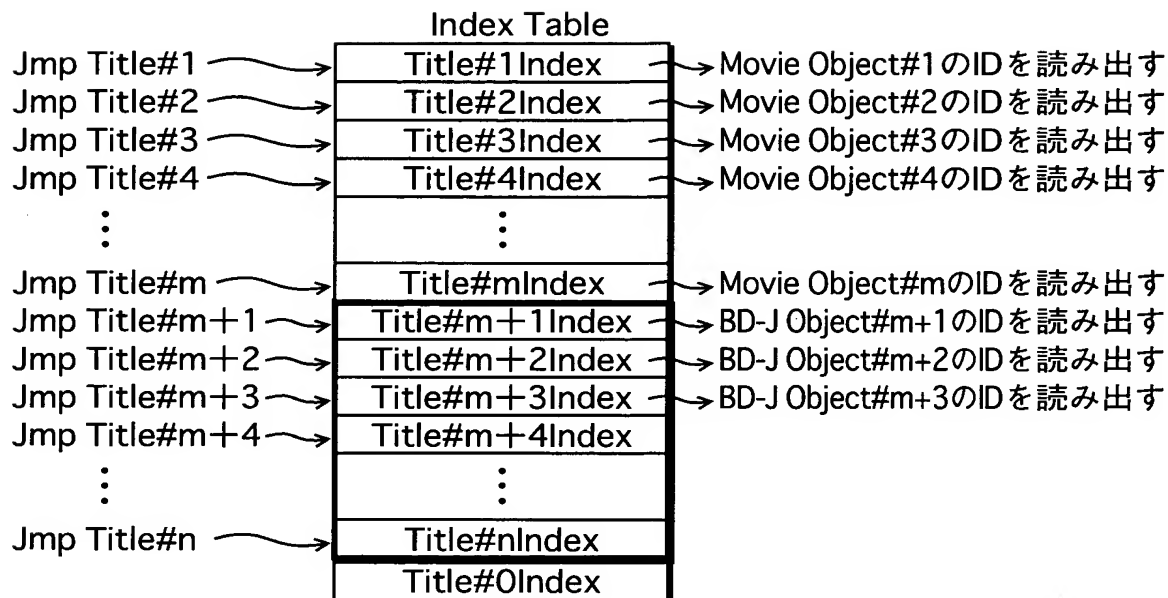 Index Table
Jmp Title#1 Title#1Index Movie Object#1のIDを読み出す
Jmp Title#2 Title#2Index Movie Object#2のIDを読み出す
Jmp Title#3 Title#3Index Movie Object#3のIDを読み出す
Jmp Title#4 Title#4Index Movie Object#4のIDを読み出す
Jmp Title#m Title#mIndex Movie Object#mのIDを読み出す
Jmp Title#m+1 Title#m+1Index BD-J Object#m+1のIDを読み出す
Jmp Title#m+2 Title#m+2Index BD-J Object#m+2のIDを読み出す
Jmp Title#m+3 Title#m+3Index BD-J Object#m+3のIDを読み出す
Jmp Title#m+4 Title#m+4Index
Jmp Title#n Title#nIndex
Title#0Index